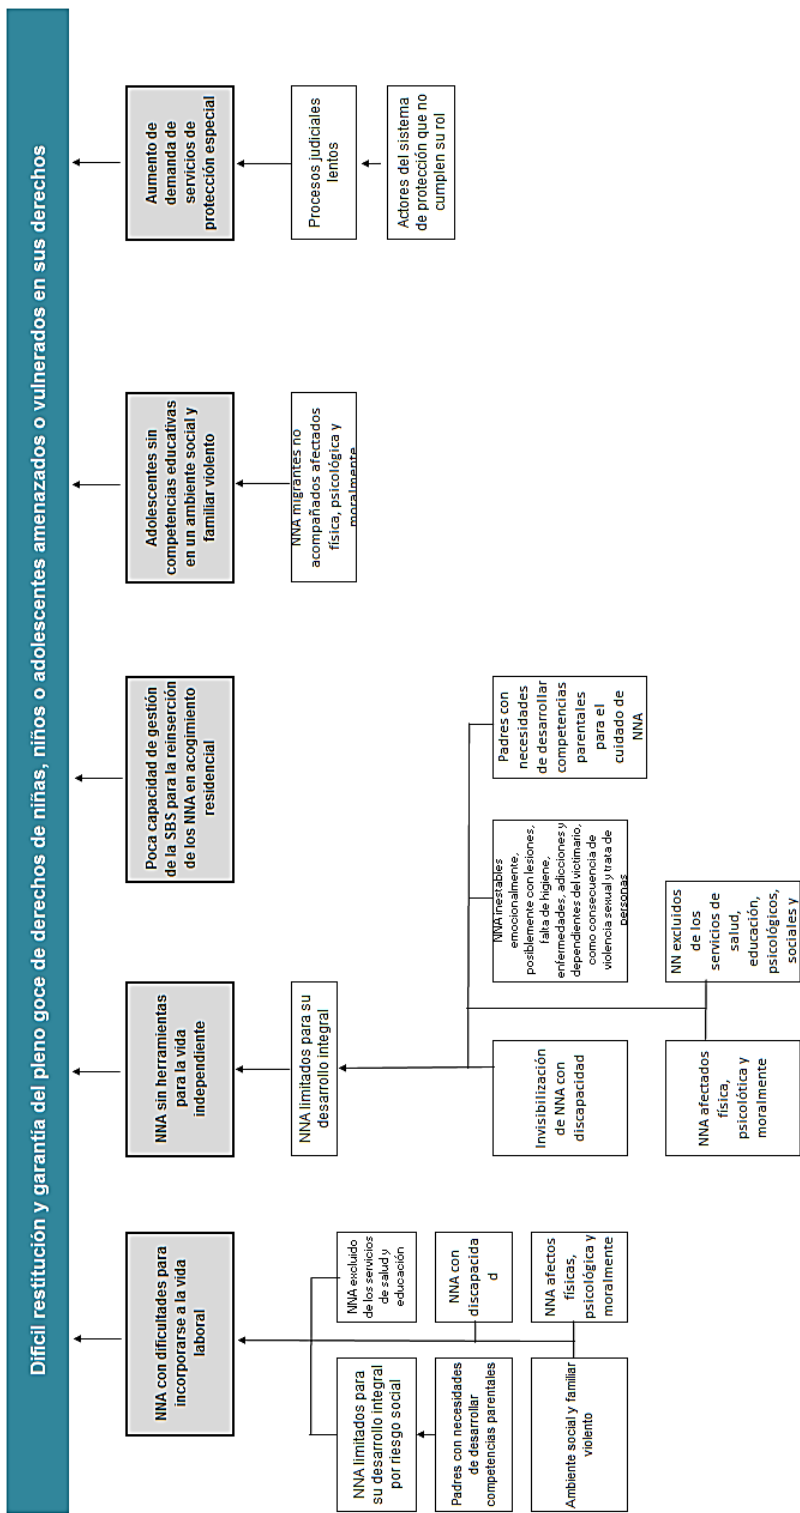 Difícil restitución y garantía del pleno goce de derechos de niñas, niños o adolescentes amenazados o vulnerados en sus derechos
NNA con dificultades para
incorporarse a la vida
laboral
NNA sin herramientas
para la vida
independiente
Poca capacidad de gestión
de la SBS para la reinserción
de los NNA en acogimiento
residencial
Adolescentes sin
competencias educativas
en un ambiente social y
familiar violento
Aumento de
demanda de
servicios de
protección especial
NNA limitados para
su desarrollo integral
por riesgo social
NNA excluido
de los servicios
de salud y
educación
NNA limitados para su
desarrollo integral
NNA migrantes no
acompañados afectados
física, psicológica y
moralmente
Procesos judiciales
lentos
Actores del sistema
de protección que no
cumplen su rol
Padres con necesidades
de desarrollar
competencias parentales
NNA con
discapacida
d
Ambiente social y familiar
violento
NNA afectos
físicas,
psicológica y
moralmente
Invisibilización
de NNA con
discapacidad
NNA inestables
emocionalmente,
posiblemente con lesiones,
falta de higiene,
enfermedades, adicciones y
dependientes del victimario,
como consecuencia de
violencia sexual y trata de
personas
Padres con
necesidades
de desarrollar
competencias
parentales
para el
cuidado de
NNA
NNA afectados
física,
psicolótica y
moralmente
NN excluidos
de los
servicios de
salud,
educación,
psicológicos,
sociales y